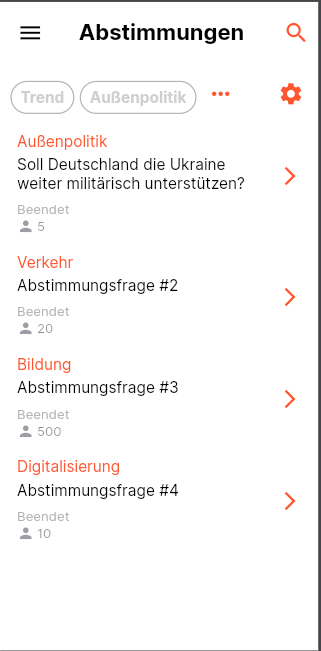 Abstimmungen
Trend
Außenpolitik
Außenpolitik
Soll Deutschland die Ukraine
weiter militärisch unterstützen?
Beendet
5
Verkehr
Abstimmungsfrage #2
Beendet
20
Bildung
Abstimmungsfrage #3
Beendet
500
Digitalisierung
Abstimmungsfrage #4
Beendet
10